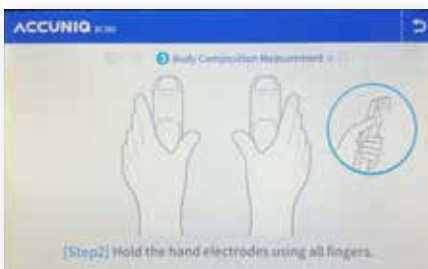 ACCUNIQ
Body Composition Measurement
[Step2] Hold the hand electrodes using all fingers.